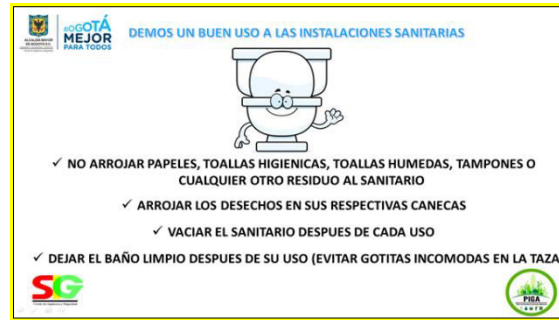 BOGOTÁ
MEJOR
PARA TODOS
DEMOS UN BUEN USO A LAS INSTALACIONES SANITARIAS
✓ NO ARROJAR PAPELES, TOALLAS HIGIENICAS, TOALLAS HUMEDAS, TAMPONES O
CUALQUIER OTRO RESIDUO AL SANITARIO
✓ ARROJAR LOS DESECHOS EN SUS RESPECTIVAS CANECAS
✓ VACIAR EL SANITARIO DESPUES DE CADA USO
✓ DEJAR EL BAÑO LIMPIO DESPUES DE SU USO (EVITAR GOTITAS INCOMODAS EN LA TAZA
SG
PIGA